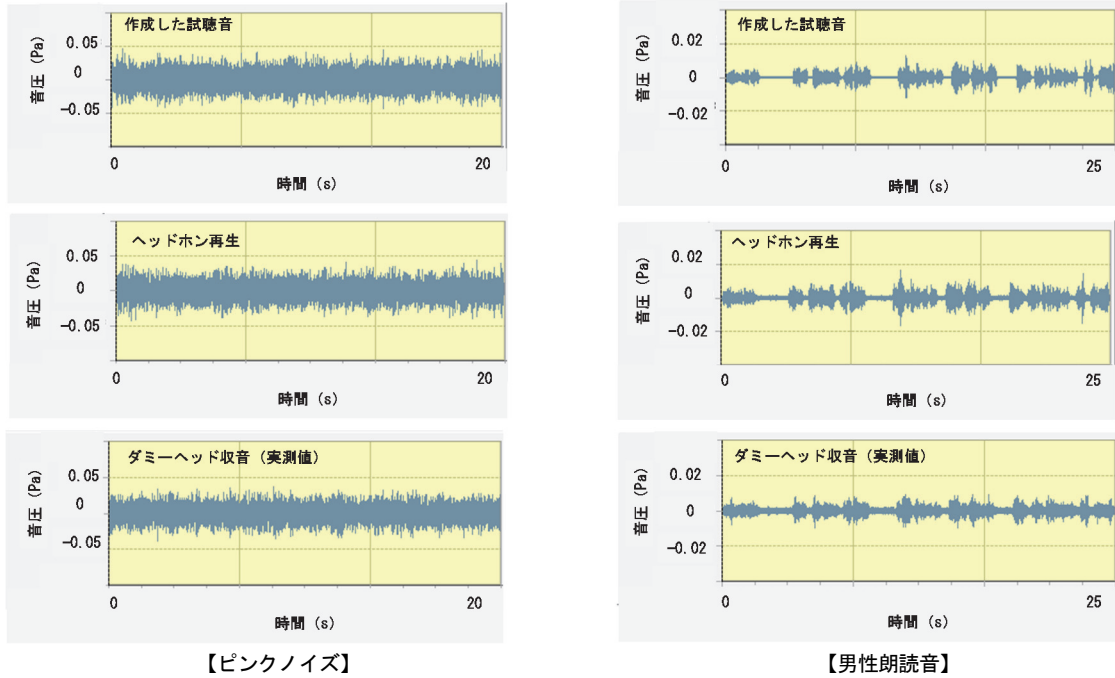 作成した試聴音
音圧 (Pa)
0.05
0
-0.05
0
20
時間 (s)
ヘッドホン再生
音圧 (Pa)
0.05
0
-0.05
0
20
時間 (s)
ダミーヘッド収音 (実測値)
音圧 (Pa)
0.05
0
-0.05
0
20
時間 (s)
【ピンクノイズ】
作成した試聴音
音圧 (Pa)
0.02
0
-0.02
0
25
時間 (s)
ヘッドホン再生
音圧 (Pa)
0.02
0
-0.02
0
25
時間 (s)
ダミーヘッド収音 (実測値)
音圧 (Pa)
0.02
0
-0.02
0
25
時間 (s)
【男性朗読音】